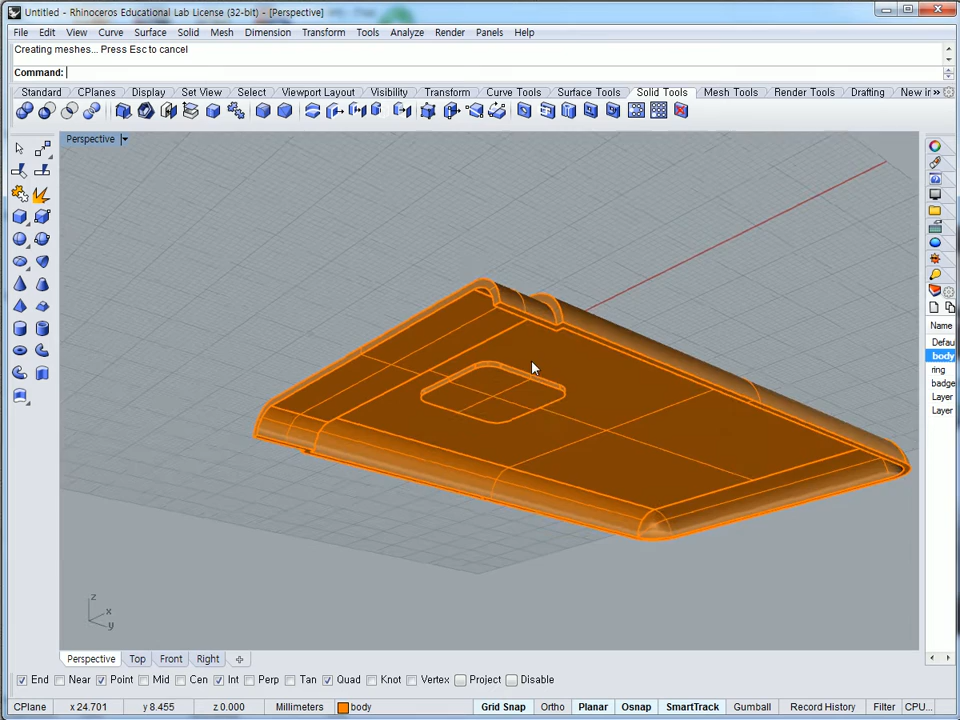 Untitled - Rhinoceros Educational Lab License (32-bit) - [Perspective]
File Edit View Curve Surface Solid Mesh Dimension Transform Tools Analyze Render Panels Help
Creating meshes... Press Esc to cancel
Command:
Standard CPlanes Display Set View Select Viewport Layout Visibility Transform Curve Tools Surface Tools Solid Tools Mesh Tools Render Tools Drafting New ir »
Perspective
Name
Defau
body
ring
badge
Layer
Layer
z
x
y
Perspective Top Front Right
End Near Point Mid Cen Int Perp Tan Quad Knot Vertex Project Disable
CPlane x 24.701 y 8.455 z 0.000 Millimeters body Grid Snap Ortho Planar Osnap SmartTrack Gumball Record History Filter CPU...